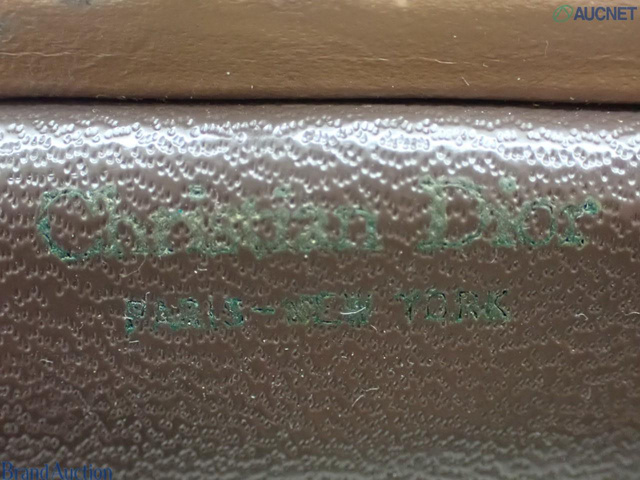 AUCNET
Christian Dior
PARIS-NEW YORK
Brand Auction